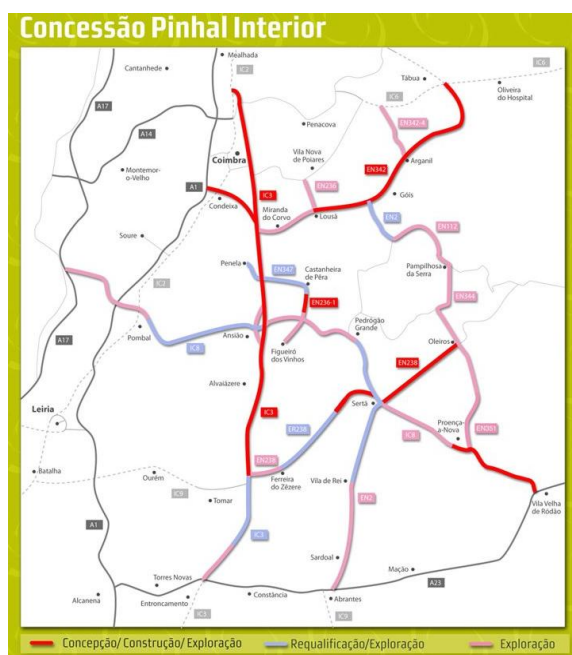 Concessão Pinhal Interior
Mealhada
IC2
Cantanhede
Tábua
IC6
Oliveira
do Hospital
A17
IC6
A14
Penacova
EN342-4
Vila Nova
de Poiares
Coimbra
Arganil
Montemor-
o-Velho
EN342
A1
EN236
IC3
Góis
Condeixa
Miranda
do Corvo
Lousã
EN2
EN112
Soure
Penela
EN347
Castanheira
de Pêra
Pampilhosa
da Serra
IC2
EN236-1
EN344
Pedrógão
Grande
Pombal
Ansião
A17
IC8
Figueiró
dos Vinhos
Oleiros
EN238
Alvaiázere
Leiria
IC3
Sertã
ER238
Proença-
a-Nova
EN351
IC8
EN238
Batalha
Ourém
Ferreira
do Zêzere
Vila de Rei
IC9
Tomar
EN2
Vila Velha
de Ródão
A1
IC3
Sardoal
Mação
Torres Novas
A23
Alcanena
Entroncamento
Constância
Abrantes
IC3
IC9
Concepção/ Construção/ Exploração
Requalificação/Exploração
Exploração